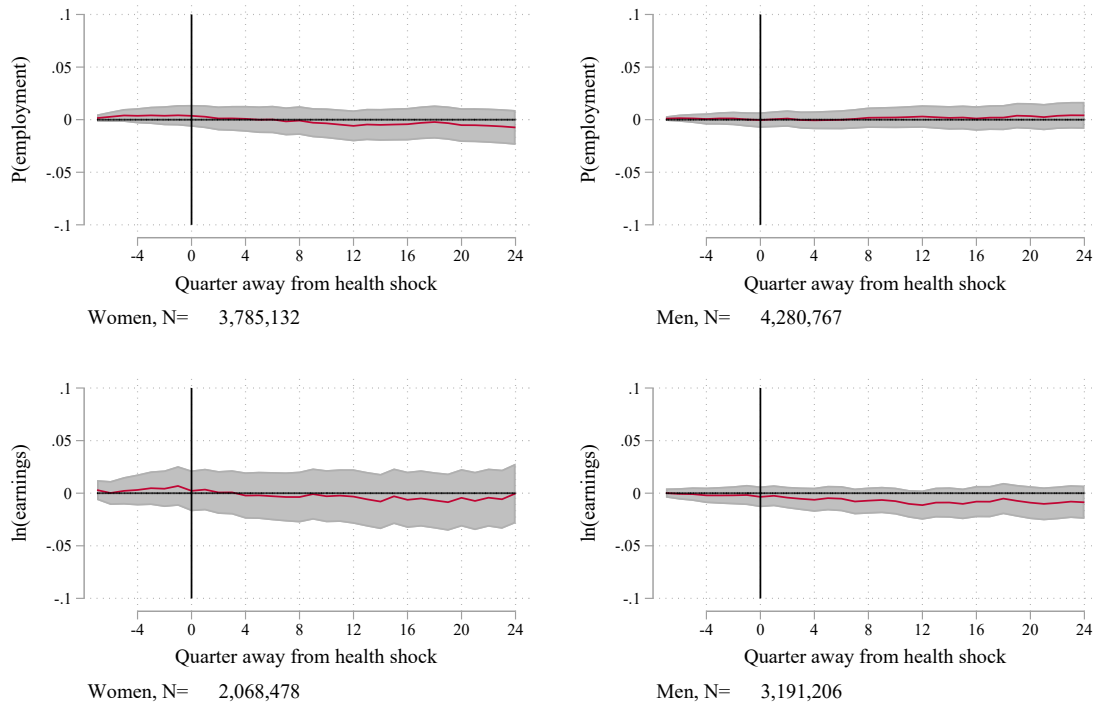 .1
.05
0
-.05
-.1
P(employment)
-4 0 4 8 12 16 20 24
Quarter away from health shock
Women, N= 3,785,132
.1
.05
0
-.05
-.1
P(employment)
-4 0 4 8 12 16 20 24
Quarter away from health shock
Men, N= 4,280,767
.1
.05
0
-.05
-.1
ln(earnings)
-4 0 4 8 12 16 20 24
Quarter away from health shock
Women, N= 2,068,478
.1
.05
0
-.05
-.1
ln(earnings)
-4 0 4 8 12 16 20 24
Quarter away from health shock
Men, N= 3,191,206